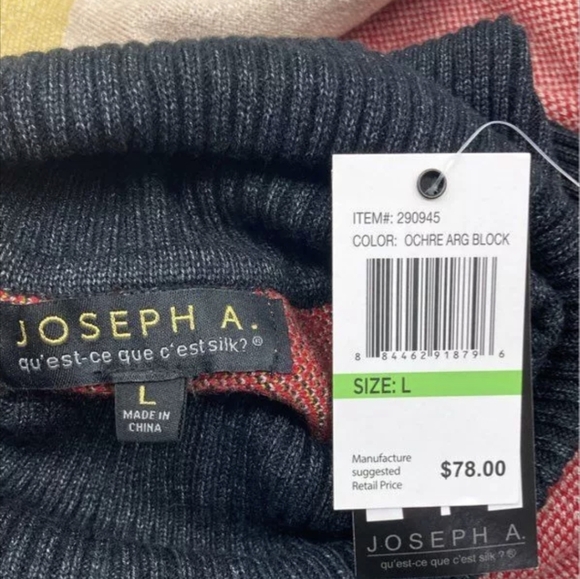 JOSEPH A.
qu'est-ce que c'est silk?®
L
MADE IN
CHINA
ITEM#: 290945
COLOR: OCHRE ARG BLOCK
8 84462 91879 6
SIZE: L
Manufacture
suggested
Retail Price
$78.00
JOSEPH A.
qu'est-ce que c'est silk ?®